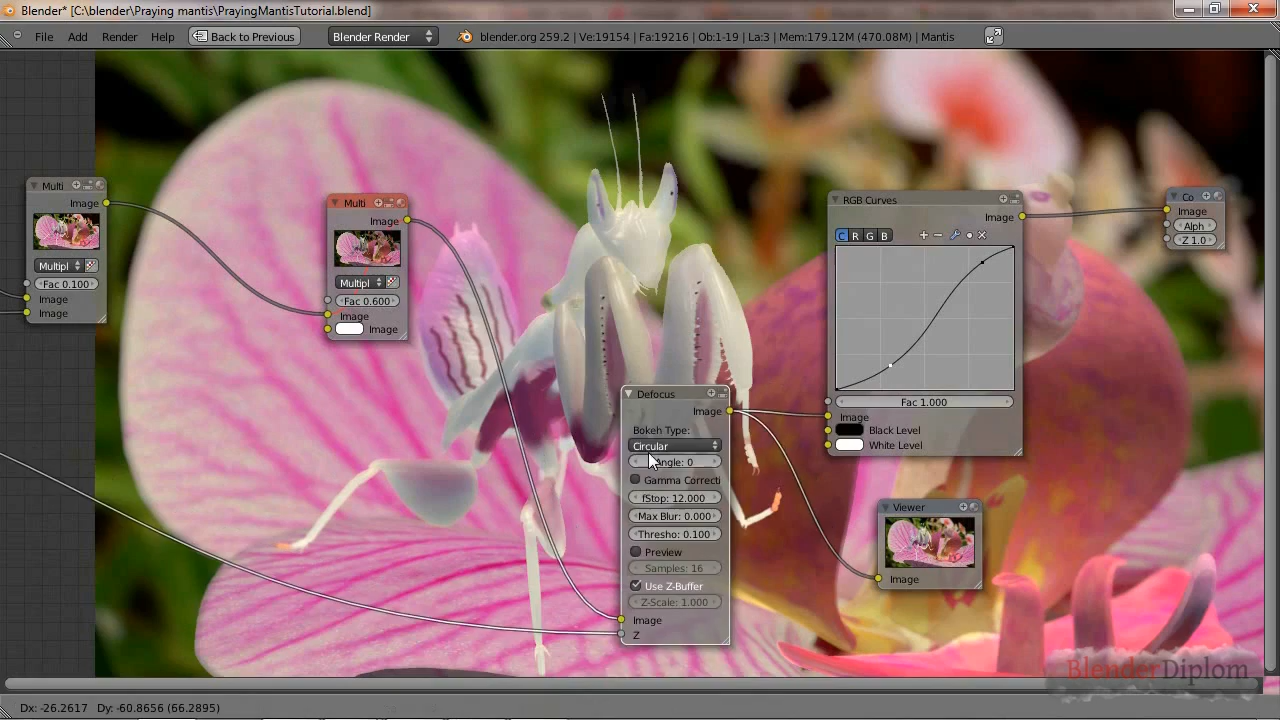 Blender* [C:\blender\Praying mantis\PrayingMantisTutorial.blend]
File Add Render Help Back to Previous Blender Render blender.org 259.2 | Ve:19154 | Fa:19216 | Ob:1-19 | La:3 | Mem:179.12M (470.08M) | Mantis
Multi
Image
Multipl
Fac 0.100
Image
Image
Multi
Image
Multipl
Fac 0.600
Image
Image
Defocus
Image
Bokeh Type:
Circular
Angle: 0
Gamma Correcti
fStop: 12.000
Max Blur: 0.000
Thresho: 0.100
Preview
Samples: 16
Use Z-Buffer
Z-Scale: 1.000
Image
Z
RGB Curves
Image
C R G B
Fac 1.000
Image
Black Level
White Level
Viewer
Image
Co
Image
Alph
Z 1.0
BlenderDiplom
Dx: -26.2617 Dy: -60.8656 (66.2895)